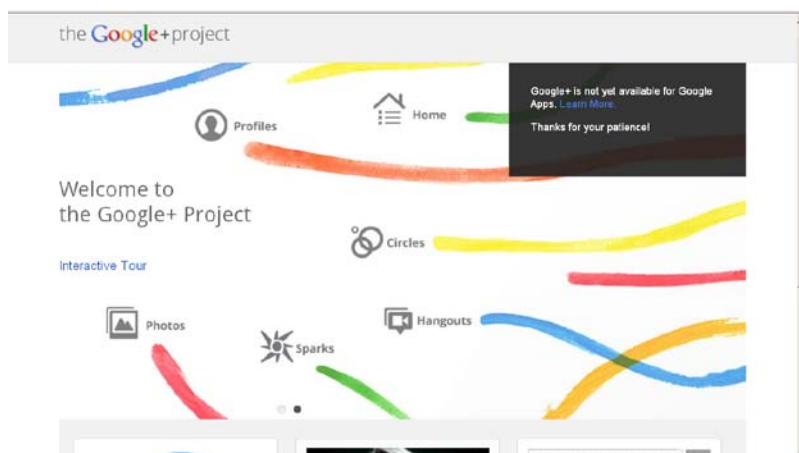 the Google+project
Google+ is not yet available for Google
Apps. Learn More.
Thanks for your patience!
Home
Profiles
Welcome to
the Google+ Project
Circles
Interactive Tour
Hangouts
Photos
Sparks